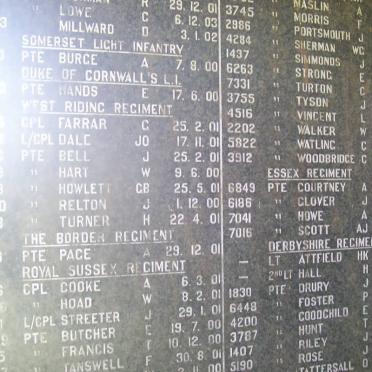 R 29.12.01
" LOWE C 6.12.03
MILLWARD D 3.1.02
SOMERSET LIGHT INFANTRY
PTE BURGE A 7.8.00
DUKE OF CORNWALL'S L.I.
PTE HANDS E 17.6.00
WEST RIDING REGIMENT
CPL FARRAR C 25.2.01
L/CPL DALE JO 17.11.01
PTE BELL J 25.2.01
" HART W 9.6.00
" HOWLETT GB 25.5.01
" RELTON J 1.12.00
" TURNER H 22.4.01
THE BORDER REGIMENT
PTE PACE A 29.12.01
ROYAL SUSSEX REGIMENT
CPL COOKE A 6.3.01
" HOAD W 8.2.01
L/CPL STREETER J 29.1.01
PTE BUTCHER E 19.7.00
" FRANCIS T 10.12.00
" TANSWELL F 30.8.01
3745 " MASLIN
2986 " MORRIS F
4284 " PORTSMOUTH J
1437 " SHERMAN WC
6263 " SIMMONDS J
7331 " STRONG E
3755 " TURTON C
4516 " TYSON J
2202 " VINCENT L
5822 " WALKER W
3912 " WATLING C
" WOODBRIDGE C
ESSEX REGIMENT
6849 PTE COURTNEY A
6186 " GLOVER J
7041 " HOWE A
7016 " SCOTT AJ
DERBYSHIRE REGIME
— LT ATTFIELD HK
— 2ND LT HALL H
1830 PTE DRURY J
6448 " FOSTER P
4200 " GOODCHILD E
3787 " HUNT T
1407 " RILEY J
5190 " ROSE J
TATTERSALL